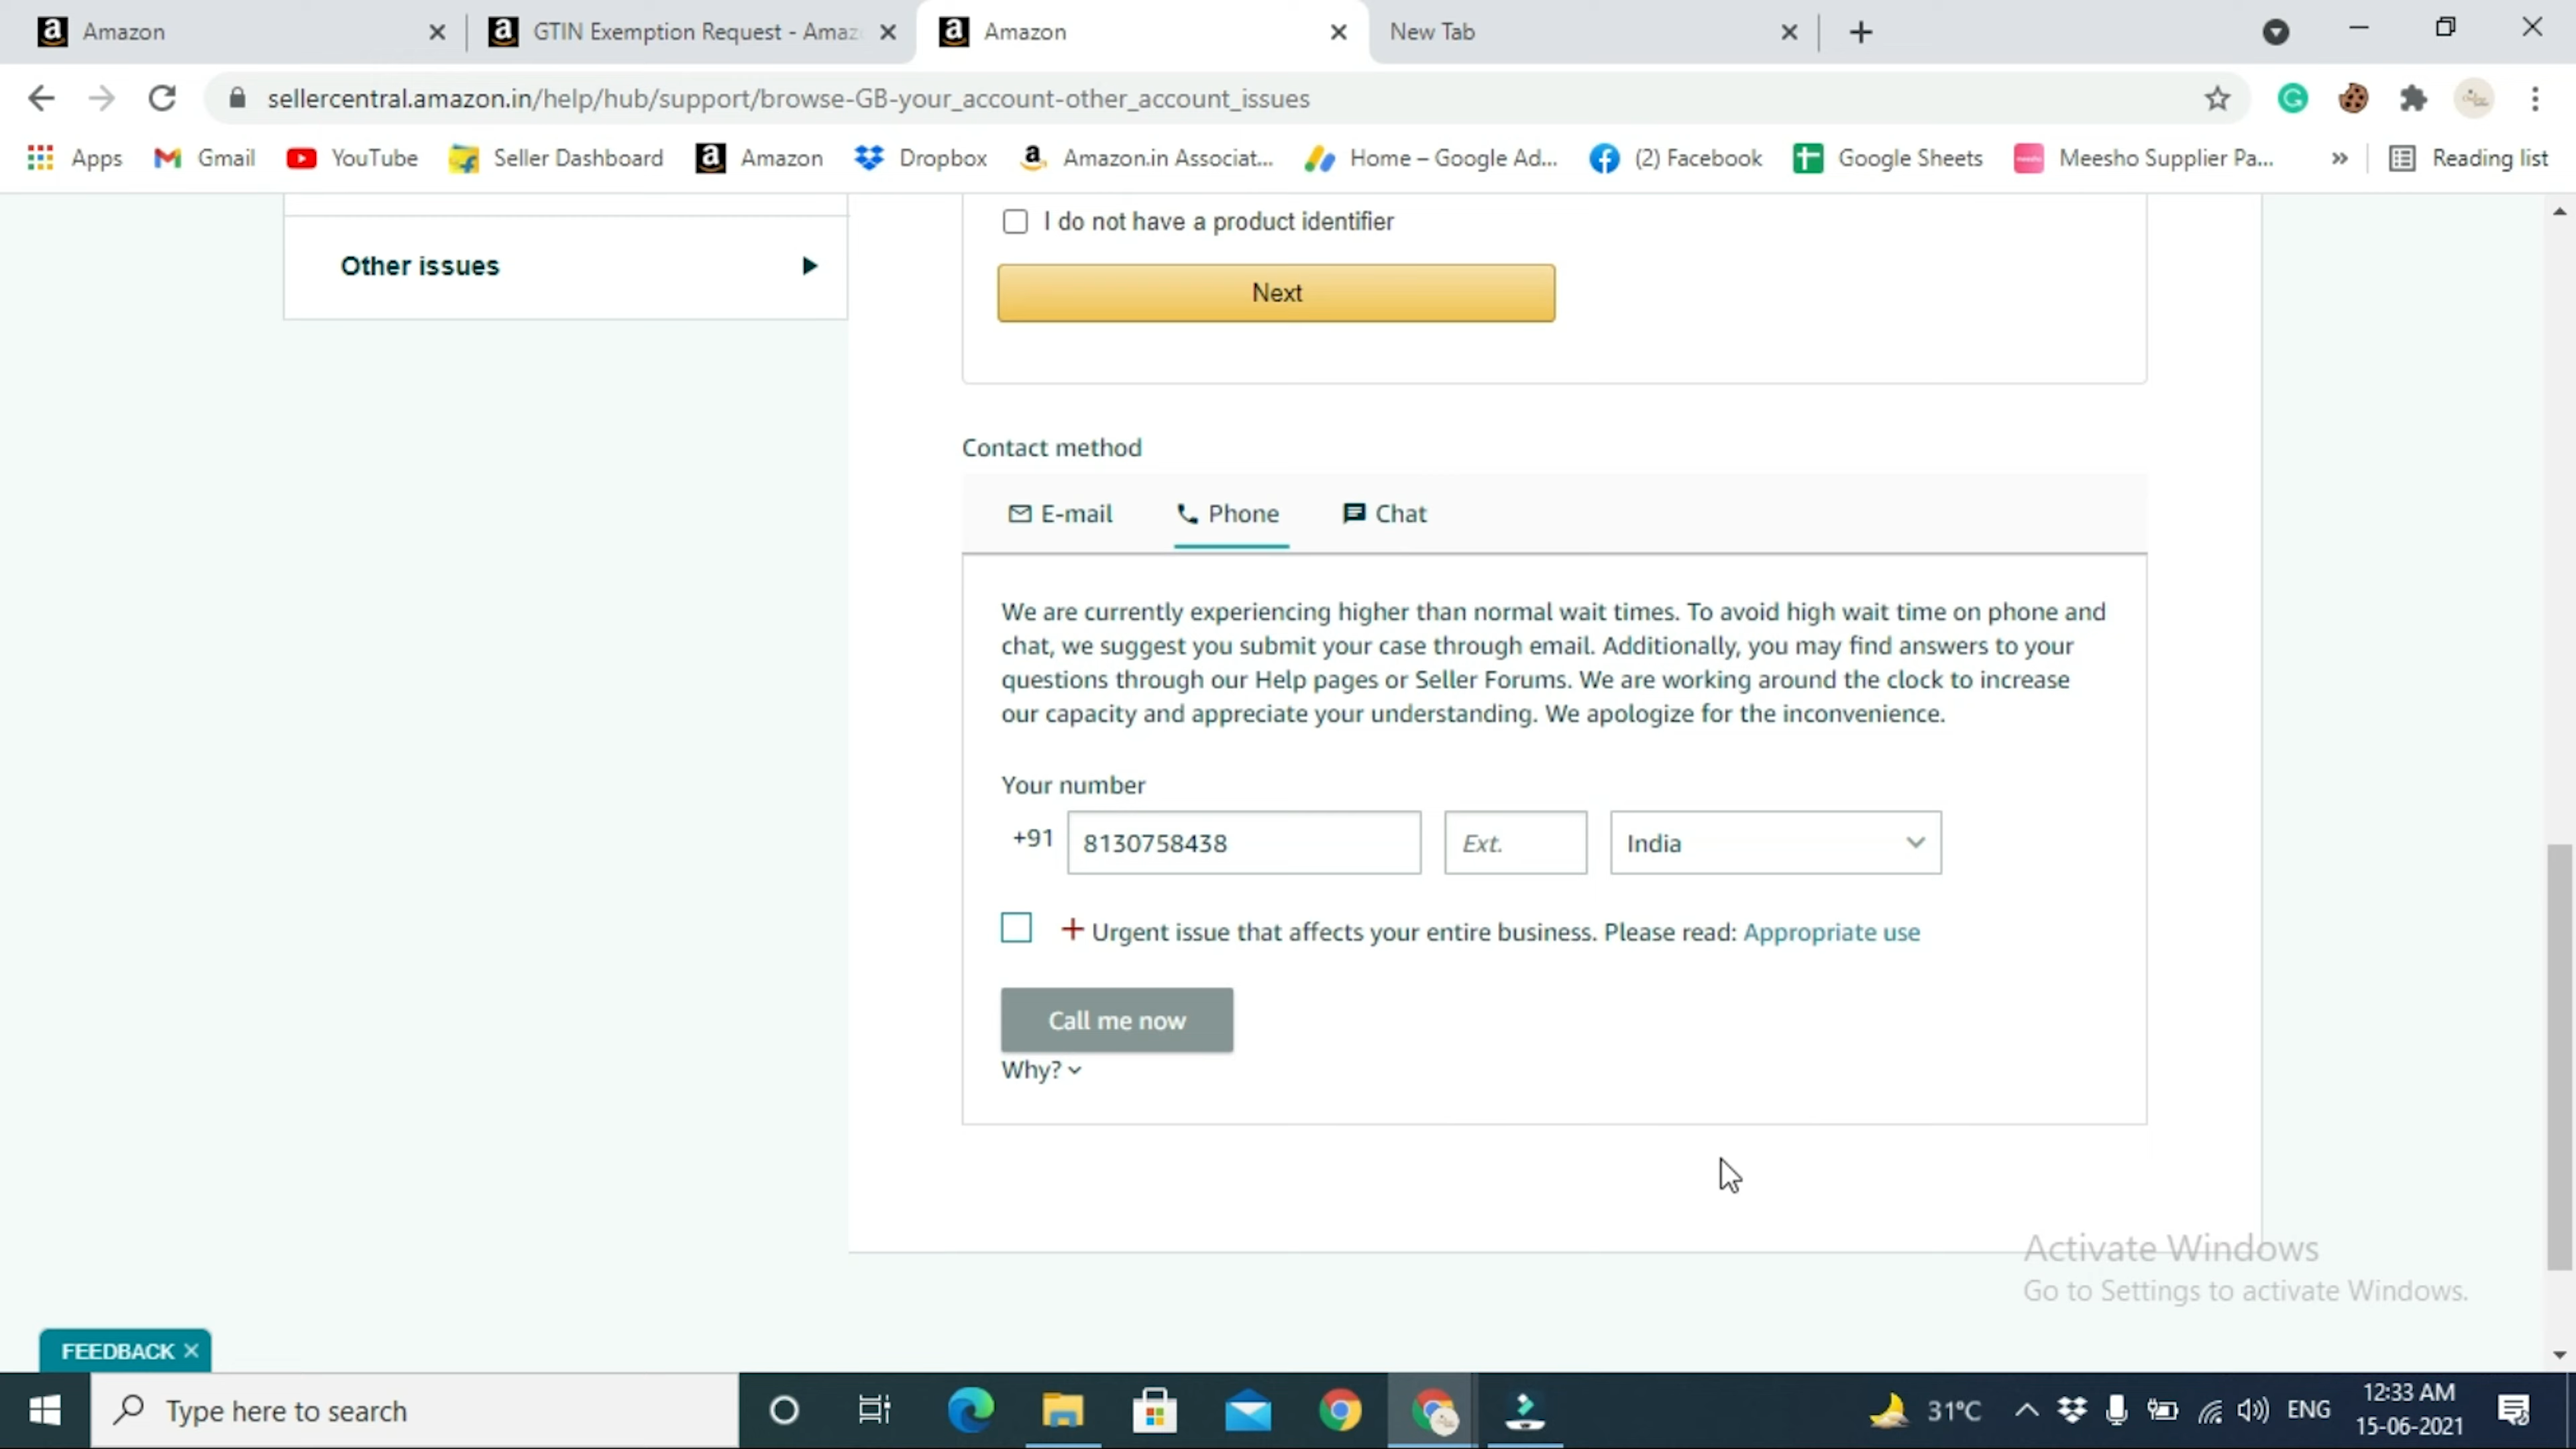 Amazon
GTIN Exemption Request - Amaz
Amazon
New Tab
sellercentral.amazon.in/help/hub/support/browse-GB-your_account-other_account_issues
Apps
Gmail
YouTube
Seller Dashboard
Amazon
Dropbox
Amazon.in Associat...
Home – Google Ad...
(2) Facebook
Google Sheets
Meesho Supplier Pa...
»
Reading list
Other issues
I do not have a product identifier
Next
Contact method
E-mail
Phone
Chat
We are currently experiencing higher than normal wait times. To avoid high wait time on phone and
chat, we suggest you submit your case through email. Additionally, you may find answers to your
questions through our Help pages or Seller Forums. We are working around the clock to increase
our capacity and appreciate your understanding. We apologize for the inconvenience.
Your number
+91
8130758438
Ext.
India
+ Urgent issue that affects your entire business. Please read: Appropriate use
Call me now
Why?
Activate Windows
Go to Settings to activate Windows.
FEEDBACK
Type here to search
31°C
ENG
12:33 AM
15-06-2021